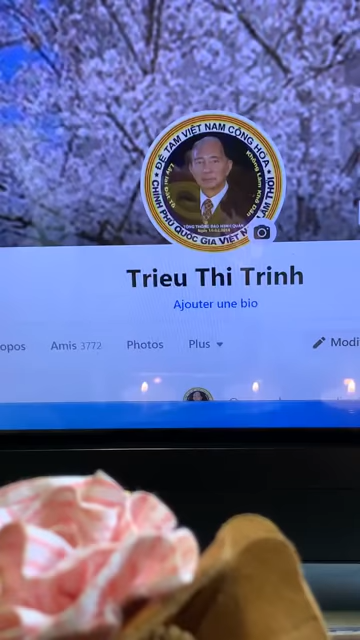 ĐỆ TAM VIỆT NAM CỘNG HÒA
CHÍNH PHỦ QUỐC GIA VIỆT N
Trieu Thi Trinh
Ajouter une bio
opos
Amis 3772
Photos
Plus
Modi